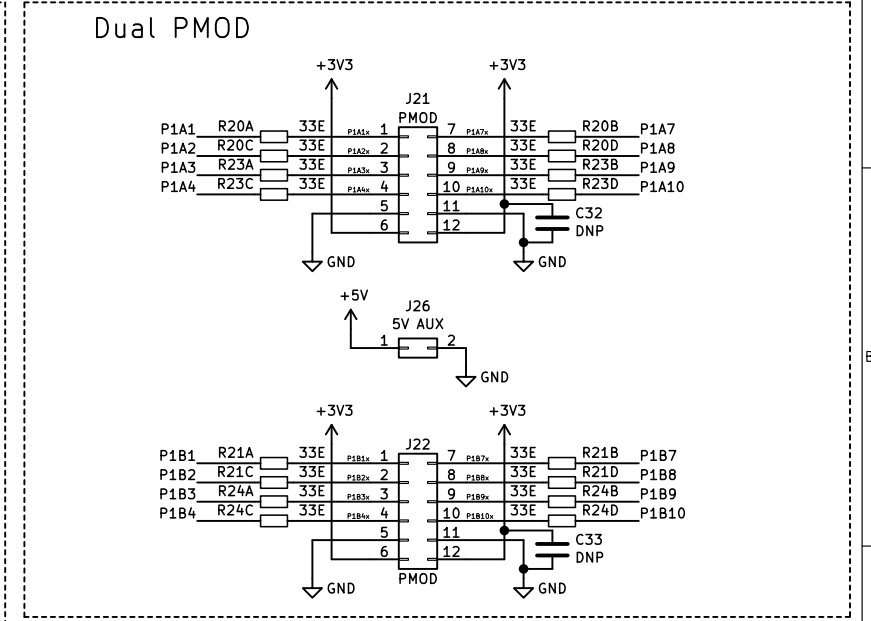 Dual PMOD
+3V3 +3V3
J21
PMOD
P1A1 R20A 33E P1A1x 1 7 P1A7x 33E R20B P1A7
P1A2 R20C 33E P1A2x 2 8 P1A8x 33E R20D P1A8
P1A3 R23A 33E P1A3x 3 9 P1A9x 33E R23B P1A9
P1A4 R23C 33E P1A4x 4 10 P1A10x 33E R23D P1A10
5 11 C32
6 12 DNP
GND GND
+5V
J26
5V AUX
1 2
GND
+3V3 +3V3
J22
P1B1 R21A 33E P1B1x 1 7 P1B7x 33E R21B P1B7
P1B2 R21C 33E P1B2x 2 8 P1B8x 33E R21D P1B8
P1B3 R24A 33E P1B3x 3 9 P1B9x 33E R24B P1B9
P1B4 R24C 33E P1B4x 4 10 P1B10x 33E R24D P1B10
5 11 C33
6 12 DNP
PMOD
GND GND